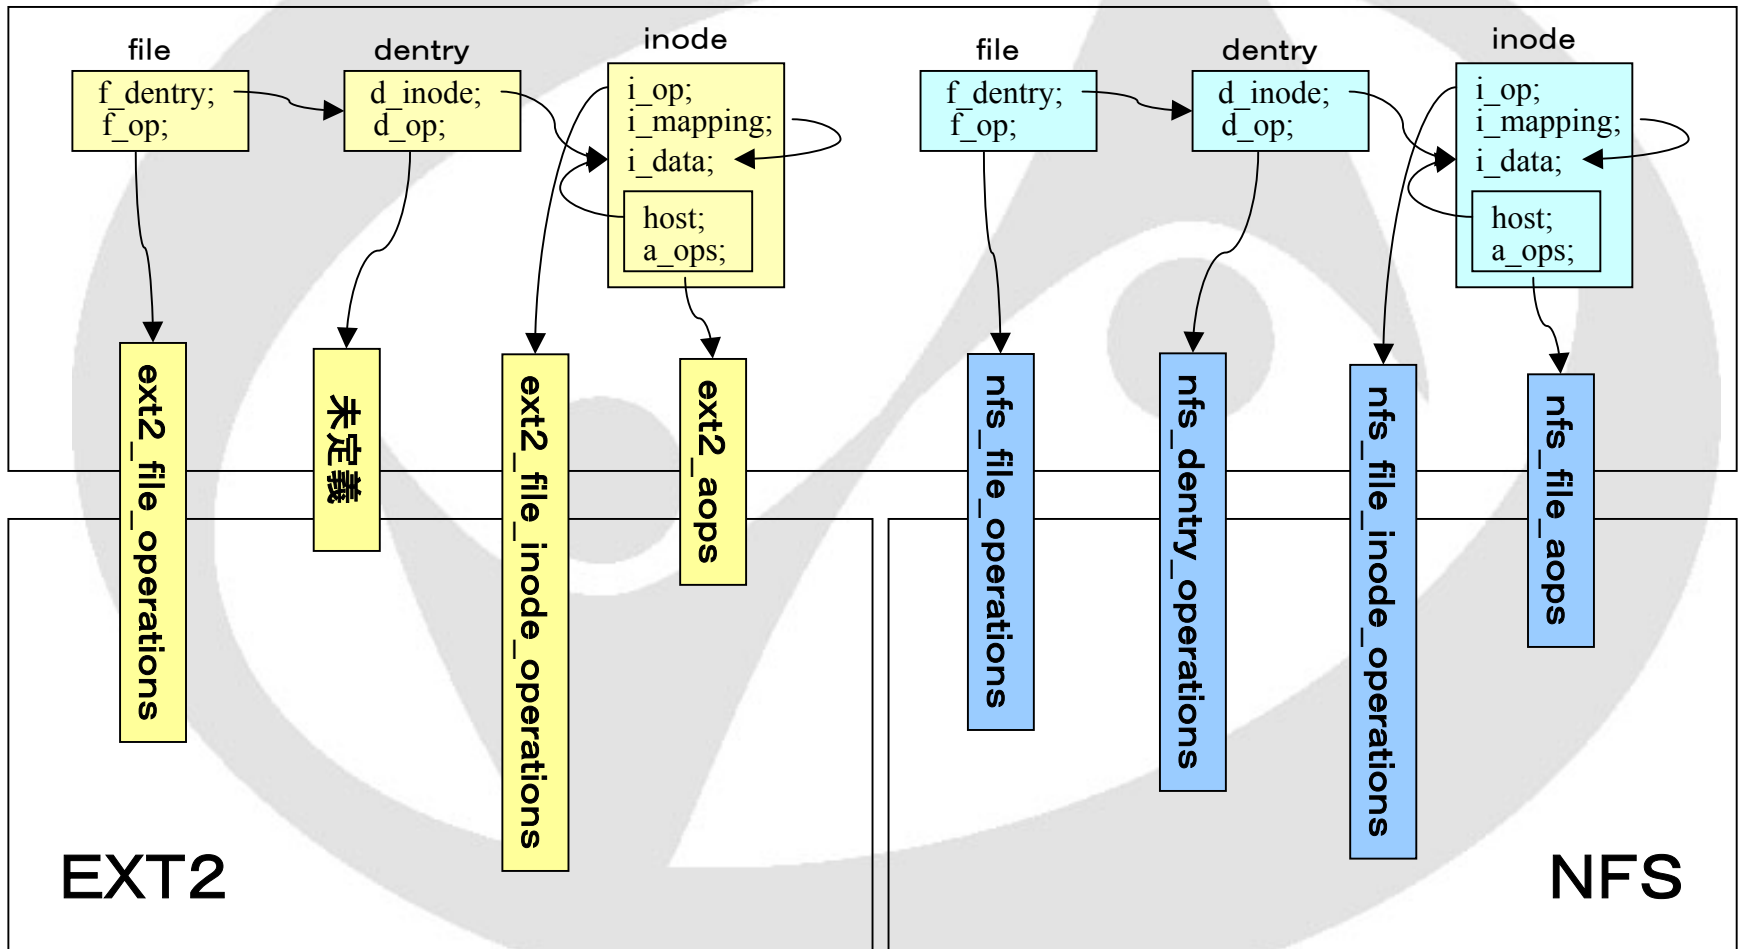 file
dentry
inode
f_dentry;
f_op;
d_inode;
d_op;
i_op;
i_mapping;
i_data;
host;
a_ops;
file
dentry
inode
f_dentry;
f_op;
d_inode;
d_op;
i_op;
i_mapping;
i_data;
host;
a_ops;
ext2_file_operations
未定義
ext2_file_inode_operations
ext2_aops
nfs_file_operations
nfs_dentry_operations
nfs_file_inode_operations
nfs_file_aops
EXT2
NFS